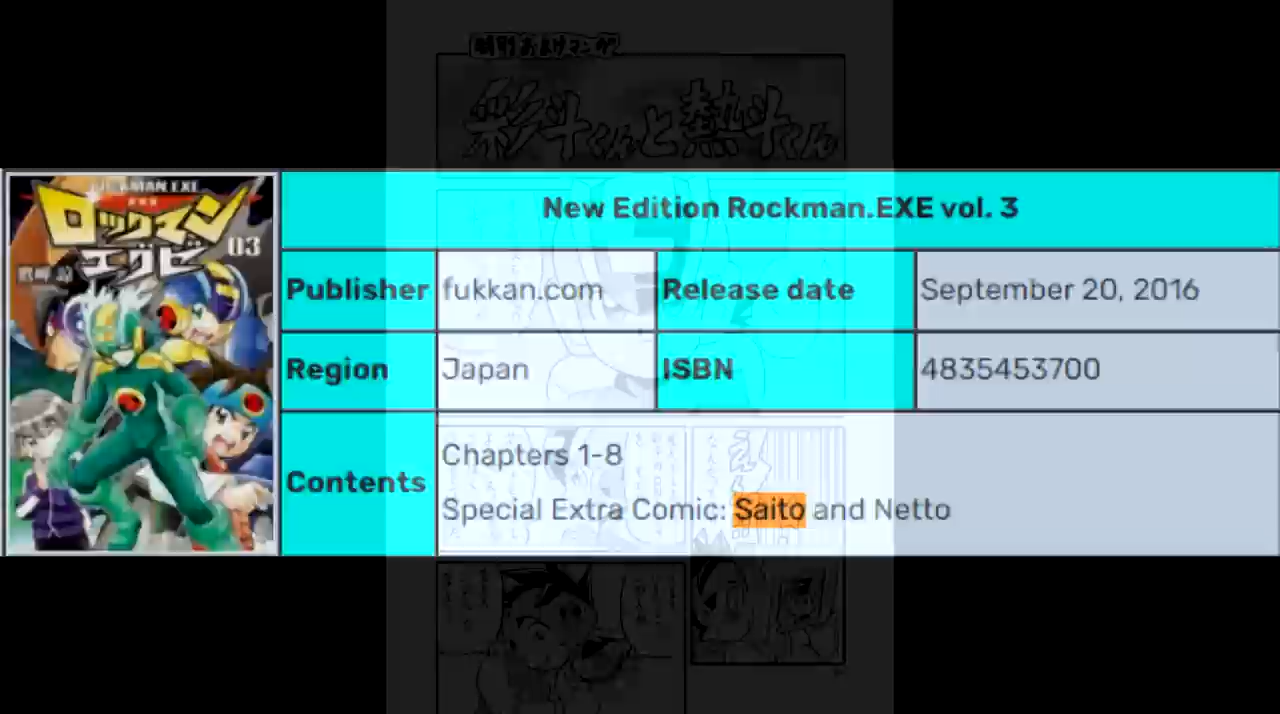 彩斗くんと熱斗くん
ROCKMAN.EXE
ロックマン
エグゼ
03
New Edition Rockman.EXE vol. 3
Publisher fukkan.com Release date September 20, 2016
Region Japan ISBN 4835453700
Contents
Chapters 1-8
Special Extra Comic: Saito and Netto